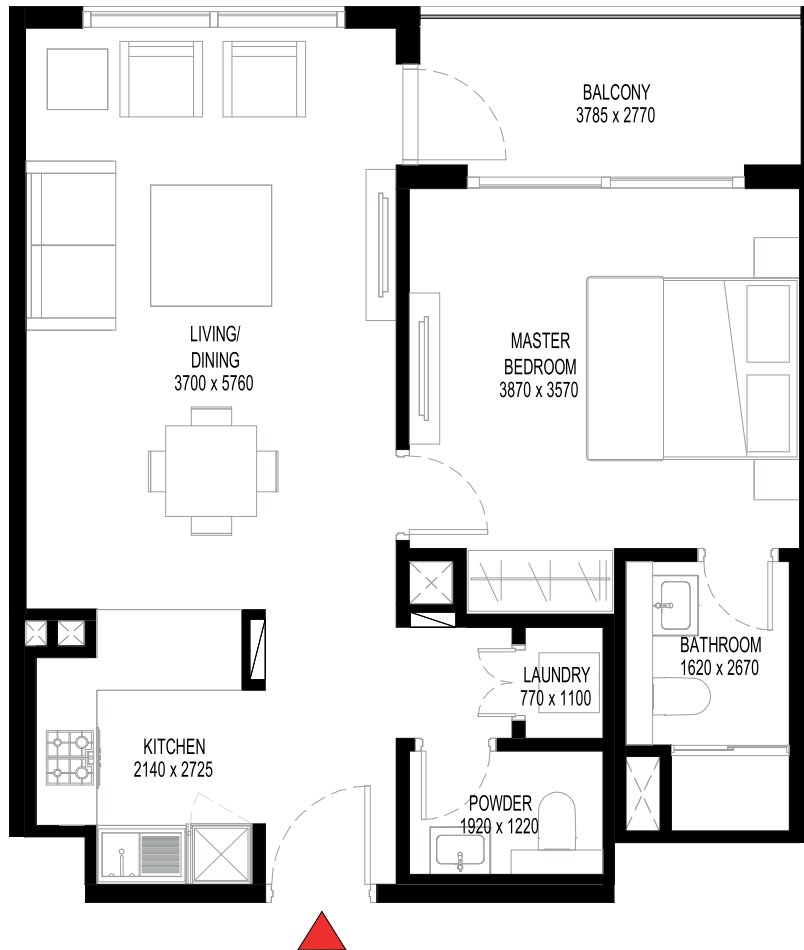 BALCONY
3785 x 2770
LIVING/
DINING
3700 x 5760
MASTER
BEDROOM
3870 x 3570
BATHROOM
1620 x 2670
LAUNDRY
770 x 1100
KITCHEN
2140 x 2725
POWDER
1920 x 1220